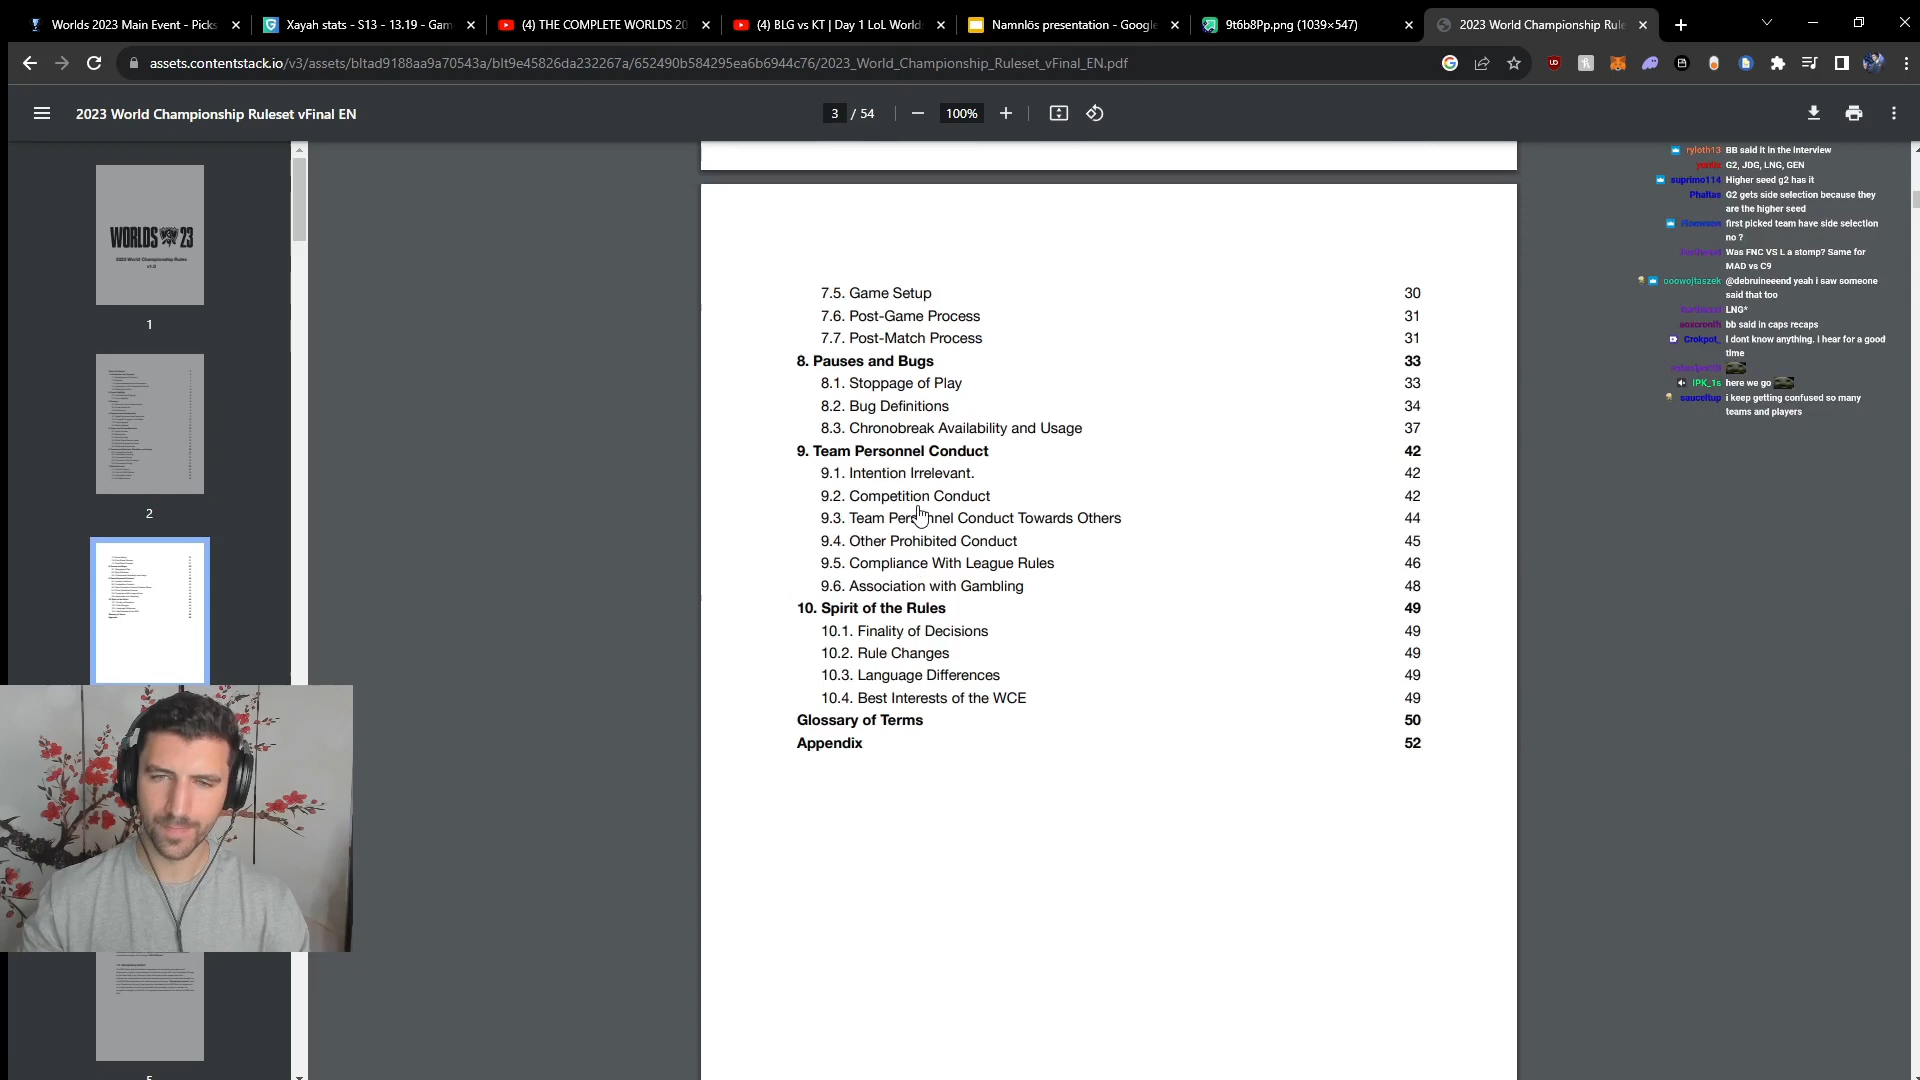 Worlds 2023 Main Event - Picks
Xayah stats - S13 - 13.19 - Gam
(4) THE COMPLETE WORLDS 20
(4) BLG vs KT | Day 1 LoL World
Namnlös presentation - Google
9t6b8Pp.png (1039×547)
2023 World Championship Rule
assets.contentstack.io/v3/assets/bltad9188aa9a70543a/blt9e45826da232267a/652490b584295ea6b6944c76/2023_World_Championship_Ruleset_vFinal_EN.pdf
2023 World Championship Ruleset vFinal EN
3 / 54
100%
WORLDS 23
2023 World Championship Rules
v1.0
1
2
5
7.5. Game Setup 30
7.6. Post-Game Process 31
7.7. Post-Match Process 31
8. Pauses and Bugs 33
8.1. Stoppage of Play 33
8.2. Bug Definitions 34
8.3. Chronobreak Availability and Usage 37
9. Team Personnel Conduct 42
9.1. Intention Irrelevant. 42
9.2. Competition Conduct 42
9.3. Team Personnel Conduct Towards Others 44
9.4. Other Prohibited Conduct 45
9.5. Compliance With League Rules 46
9.6. Association with Gambling 48
10. Spirit of the Rules 49
10.1. Finality of Decisions 49
10.2. Rule Changes 49
10.3. Language Differences 49
10.4. Best Interests of the WCE 49
Glossary of Terms 50
Appendix 52
ryloth13 BB said it in the interview
G2, JDG, LNG, GEN
suprimo114 Higher seed g2 has it
Phaltas G2 gets side selection because they
are the higher seed
first picked team have side selection
no ?
Was FNC VS L a stomp? Same for
MAD vs C9
ooowojtaszek @debruineeend yeah i saw someone
said that too
LNG*
aoxcronth bb said in caps recaps
Crokpot_ I dont know anything. i hear for a good
time
IPK_1s here we go
sauceitup i keep getting confused so many
teams and players